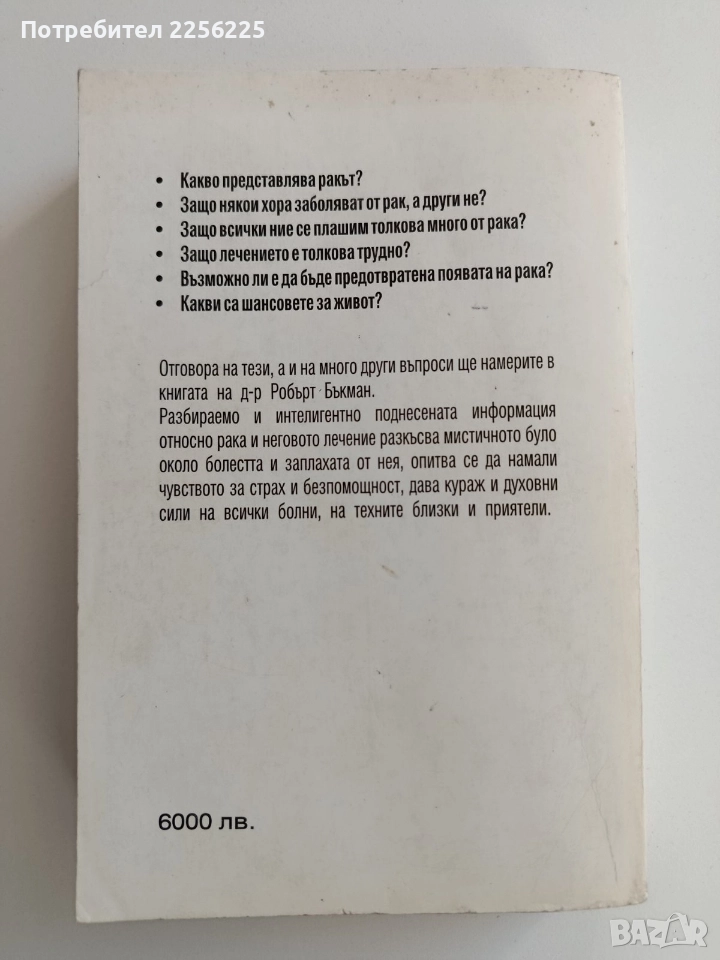 Потребител 2256225
• Какво представлява ракът?
• Защо някои хора заболяват от рак, а други не?
• Защо всички ние се плашим толкова много от рака?
• Защо лечението е толкова трудно?
• Възможно ли е да бъде предотвратена появата на рака?
• Какви са шансовете за живот?
Отговора на тези, а и на много други въпроси ще намерите в
книгата на д-р Робърт Бъкман.
Разбираемо и интелигентно поднесената информация
относно рака и неговото лечение разкъсва мистичното було
около болестта и заплахата от нея, опитва се да намали
чувството за страх и безпомощност, дава кураж и духовни
сили на всички болни, на техните близки и приятели.
6000 лв.
BAZAR